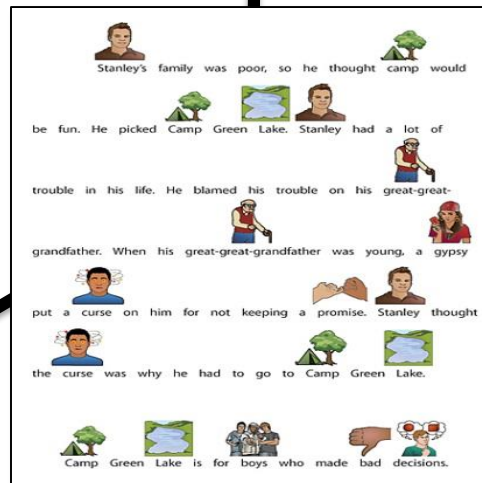 Stanley's family was poor, so he thought camp would
be fun. He picked Camp Green Lake. Stanley had a lot of
trouble in his life. He blamed his trouble on his great-great-
grandfather. When his great-great-grandfather was young, a gypsy
put a curse on him for not keeping a promise. Stanley thought
the curse was why he had to go to Camp Green Lake.
Camp Green Lake is for boys who made bad decisions.